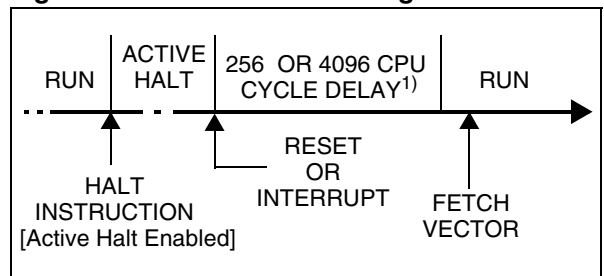 RUN
ACTIVE
HALT
256 OR 4096 CPU
CYCLE DELAY1)
RUN
HALT
INSTRUCTION
[Active Halt Enabled]
RESET
OR
INTERRUPT
FETCH
VECTOR